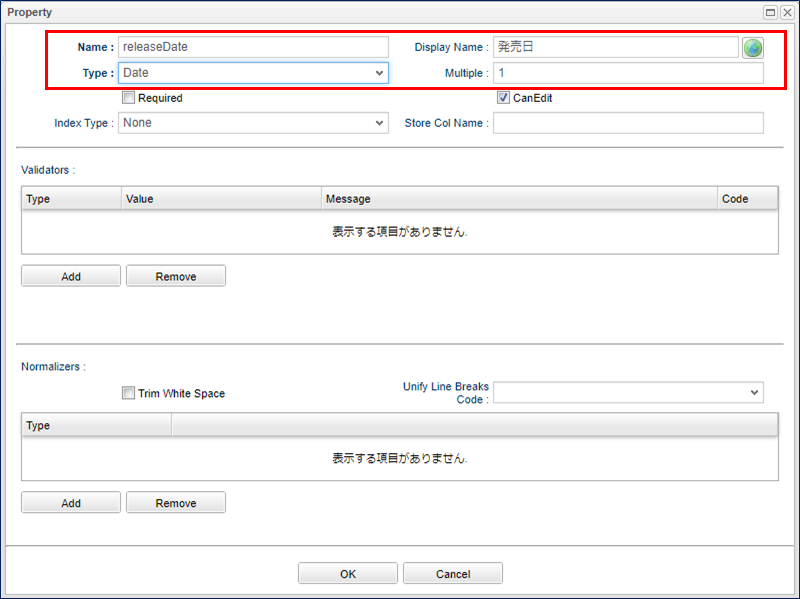 Property
Name : releaseDate Display Name : 発売日
Type : Date Multiple : 1
Required CanEdit
Index Type : None Store Col Name :
Validators :
Type Value Message Code
表示する項目がありません.
Add Remove
Normalizers :
Trim White Space Unify Line Breaks
Code :
Type
表示する項目がありません.
Add Remove
OK Cancel